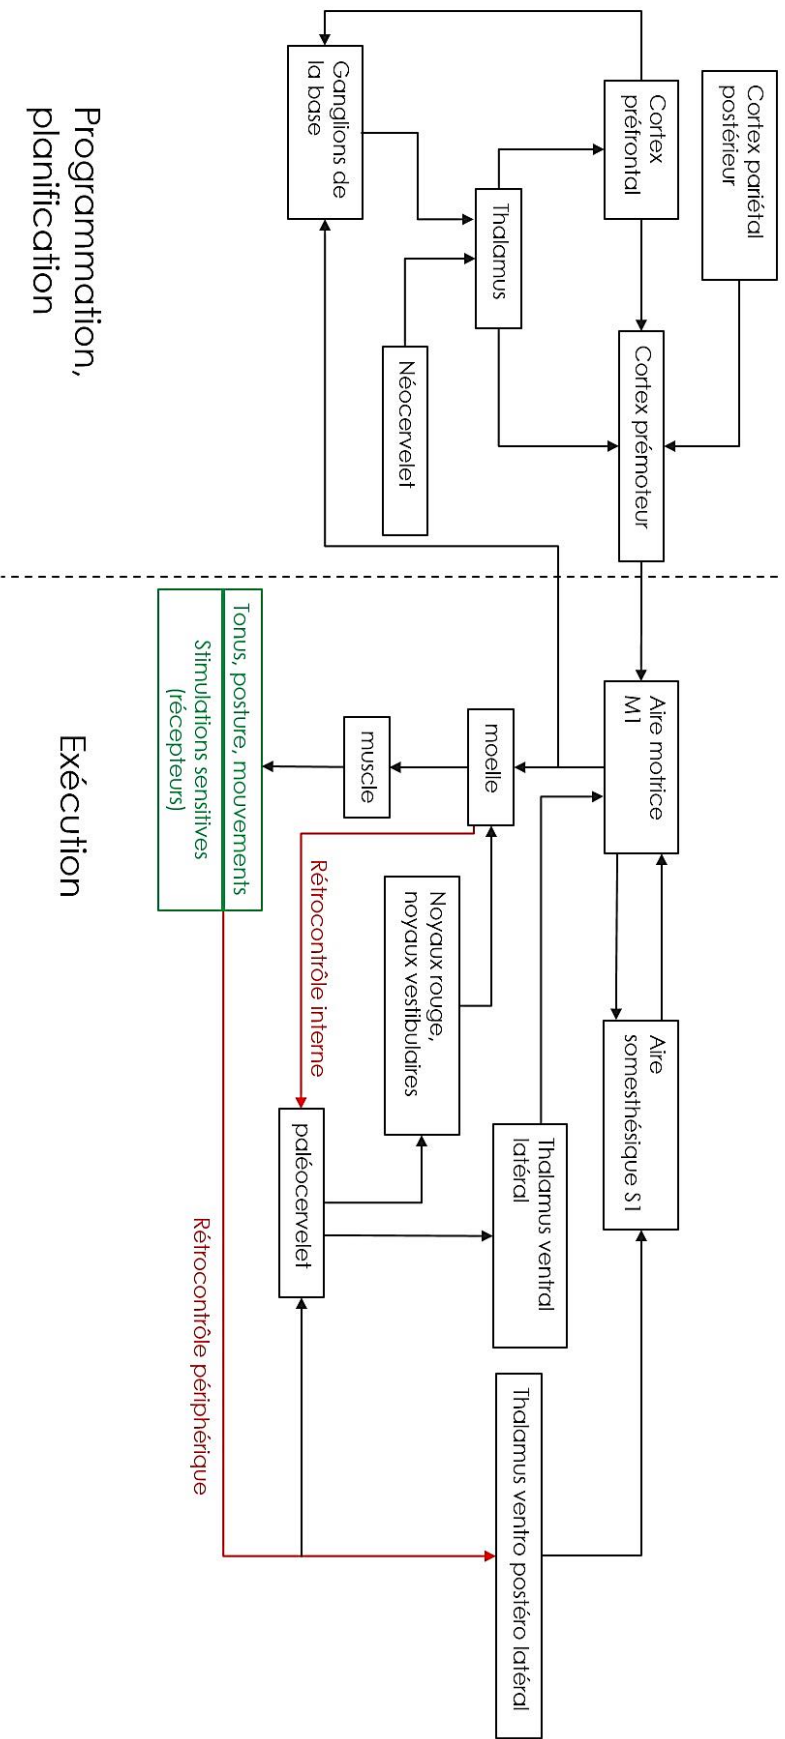 Cortex pariétal
postérieur
Cortex
préfrontal
Cortex prémoteur
Thalamus
Ganglions de
la base
Néocervelet
Programmation,
planification
Aire motrice
M1
Aire
somesthésique S1
moelle
muscle
Tonus, posture, mouvements
Stimulations sensitives
(récepteurs)
Noyaux rouge,
noyaux vestibulaires
Rétrocontrôle interne
Thalamus ventral
latéral
paléocervelet
Thalamus ventro postéro latéral
Rétrocontrôle périphérique
Exécution